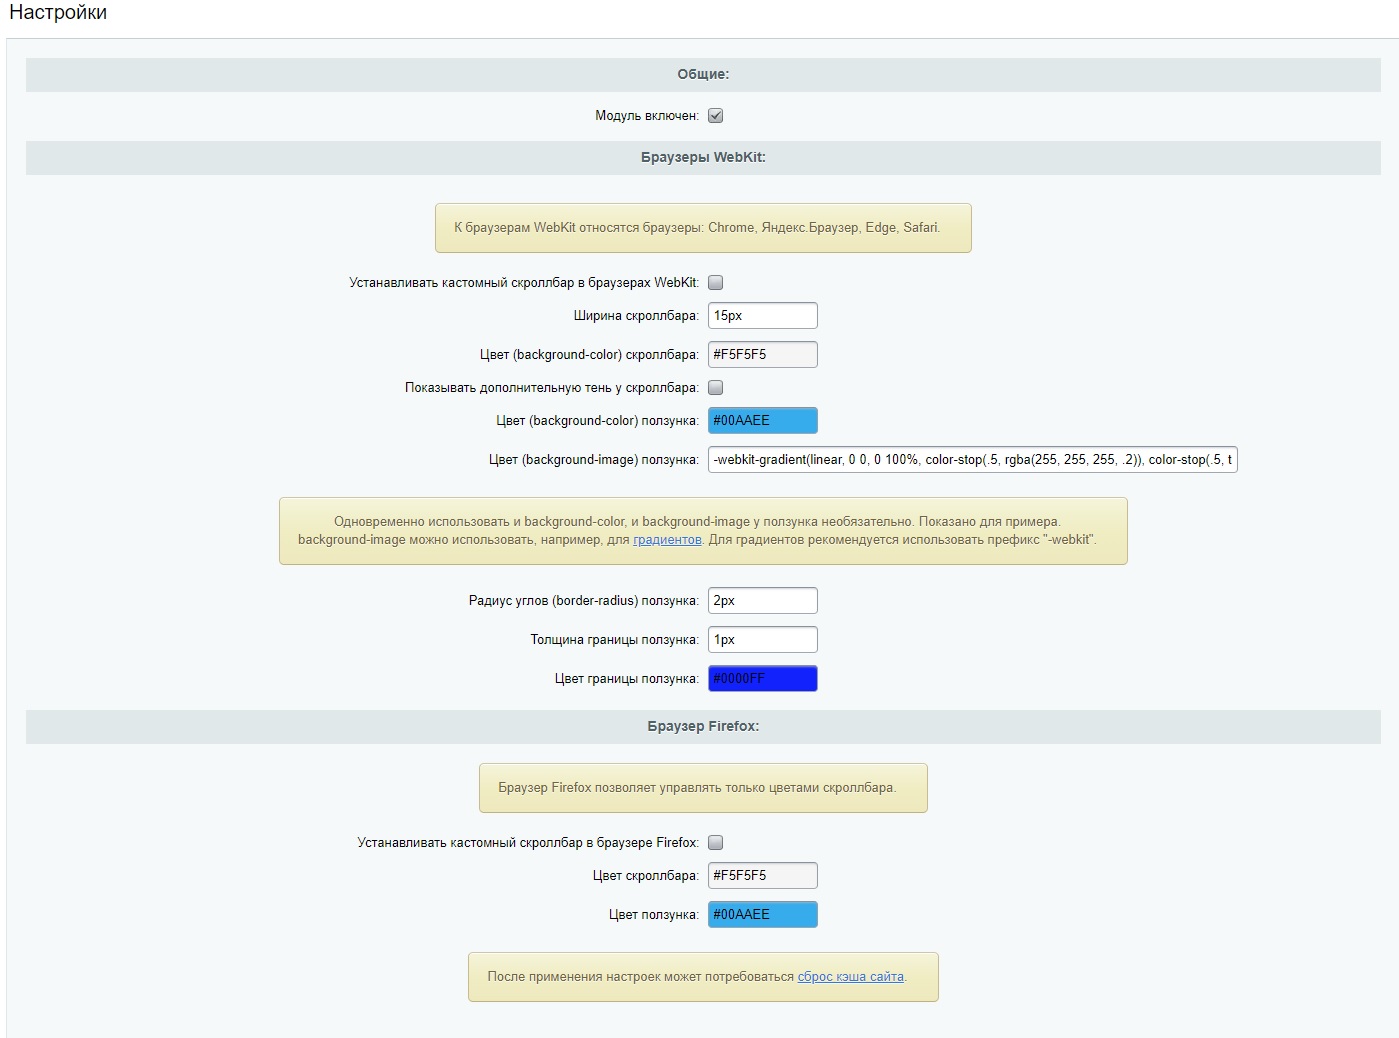 Настройки
Общие:
Модуль включен:
Браузеры WebKit:
К браузерам WebKit относятся браузеры: Chrome, Яндекс.Браузер, Edge, Safari.
Устанавливать кастомный скроллбар в браузерах WebKit:
Ширина скроллбара: 15px
Цвет (background-color) скроллбара: #F5F5F5
Показывать дополнительную тень у скроллбара:
Цвет (background-color) ползунка: #00AAEE
Цвет (background-image) ползунка: -webkit-gradient(linear, 0 0, 0 100%, color-stop(.5, rgba(255, 255, 255, .2)), color-stop(.5, t
Одновременно использовать и background-color, и background-image у ползунка необязательно. Показано для примера.
background-image можно использовать, например, для градиентов. Для градиентов рекомендуется использовать префикс "-webkit".
Радиус углов (border-radius) ползунка: 2px
Толщина границы ползунка: 1px
Цвет границы ползунка: #0000FF
Браузер Firefox:
Браузер Firefox позволяет управлять только цветами скроллбара.
Устанавливать кастомный скроллбар в браузере Firefox:
Цвет скроллбара: #F5F5F5
Цвет ползунка: #00AAEE
После применения настроек может потребоваться сброс кэша сайта.